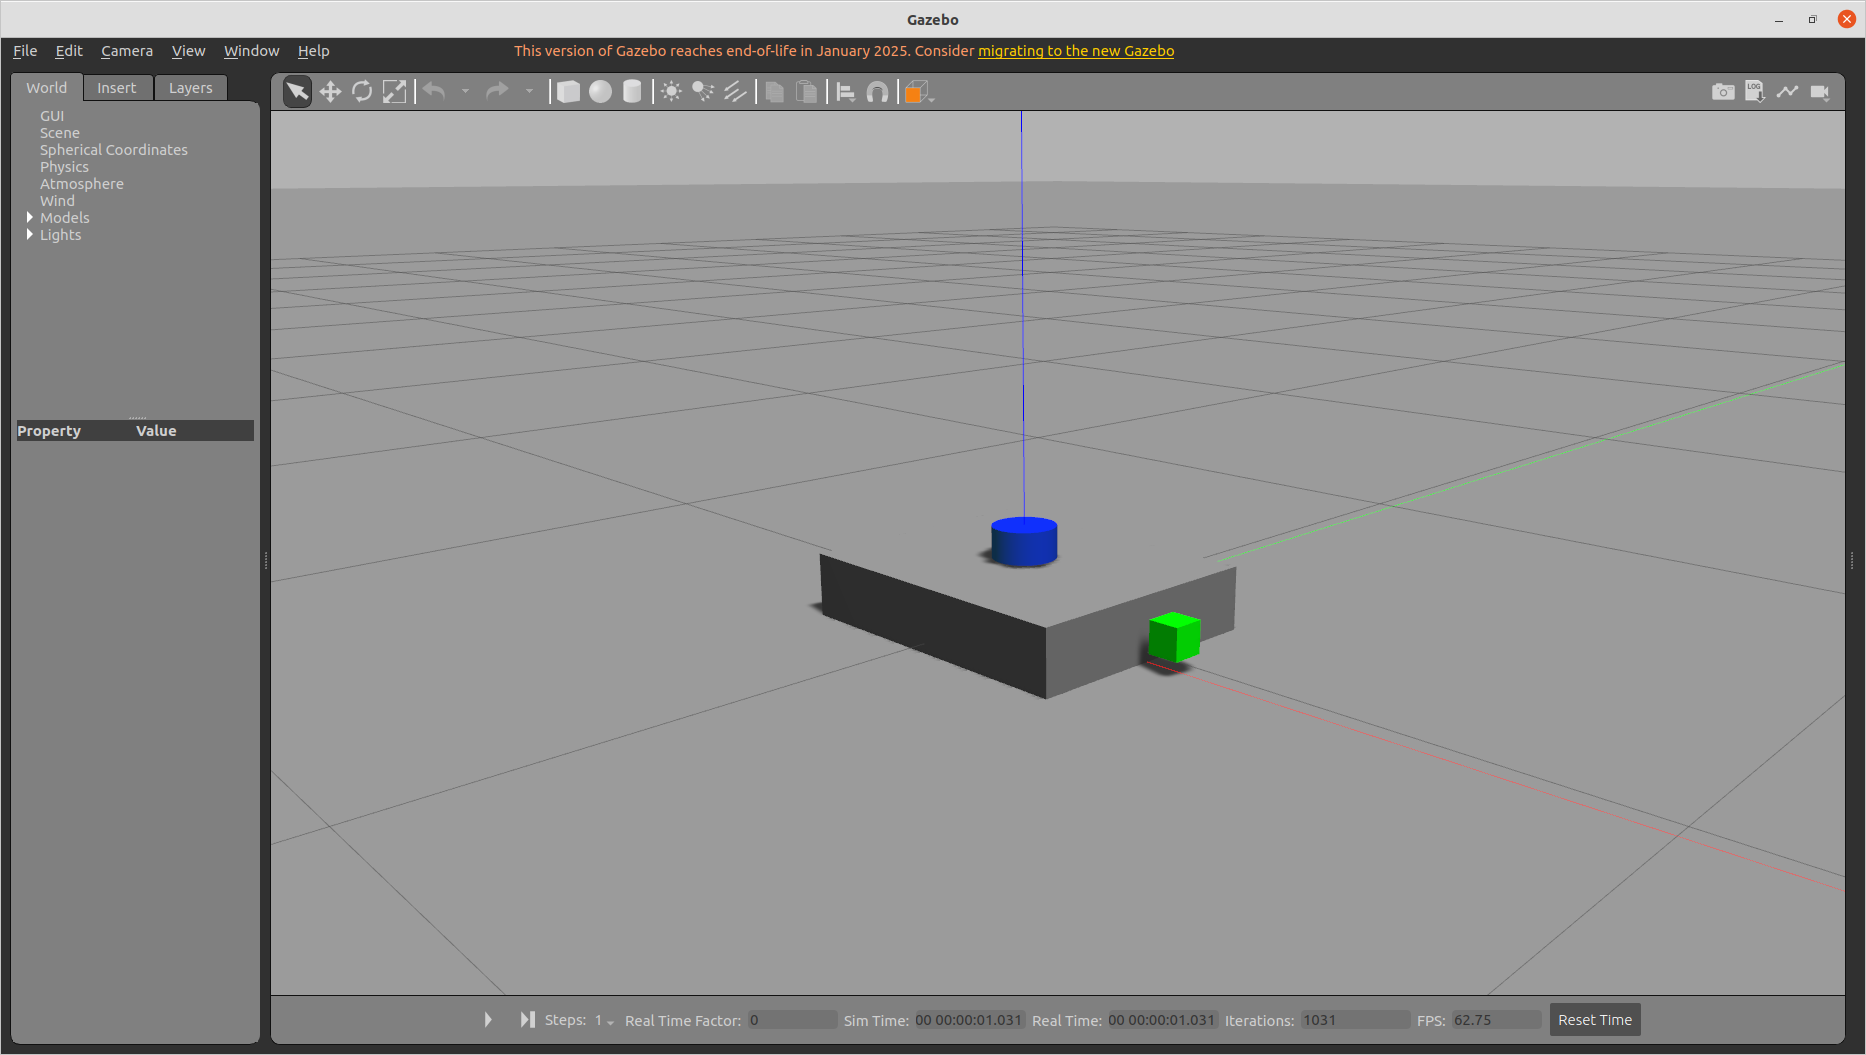 Gazebo
File Edit Camera View Window Help
This version of Gazebo reaches end-of-life in January 2025. Consider migrating to the new Gazebo
World Insert Layers
LOG
GUI
Scene
Spherical Coordinates
Physics
Atmosphere
Wind
Models
Lights
Property Value
Steps: 1 Real Time Factor: 0 Sim Time: 00 00:00:01.031 Real Time: 00 00:00:01.031 Iterations: 1031 FPS: 62.75 Reset Time